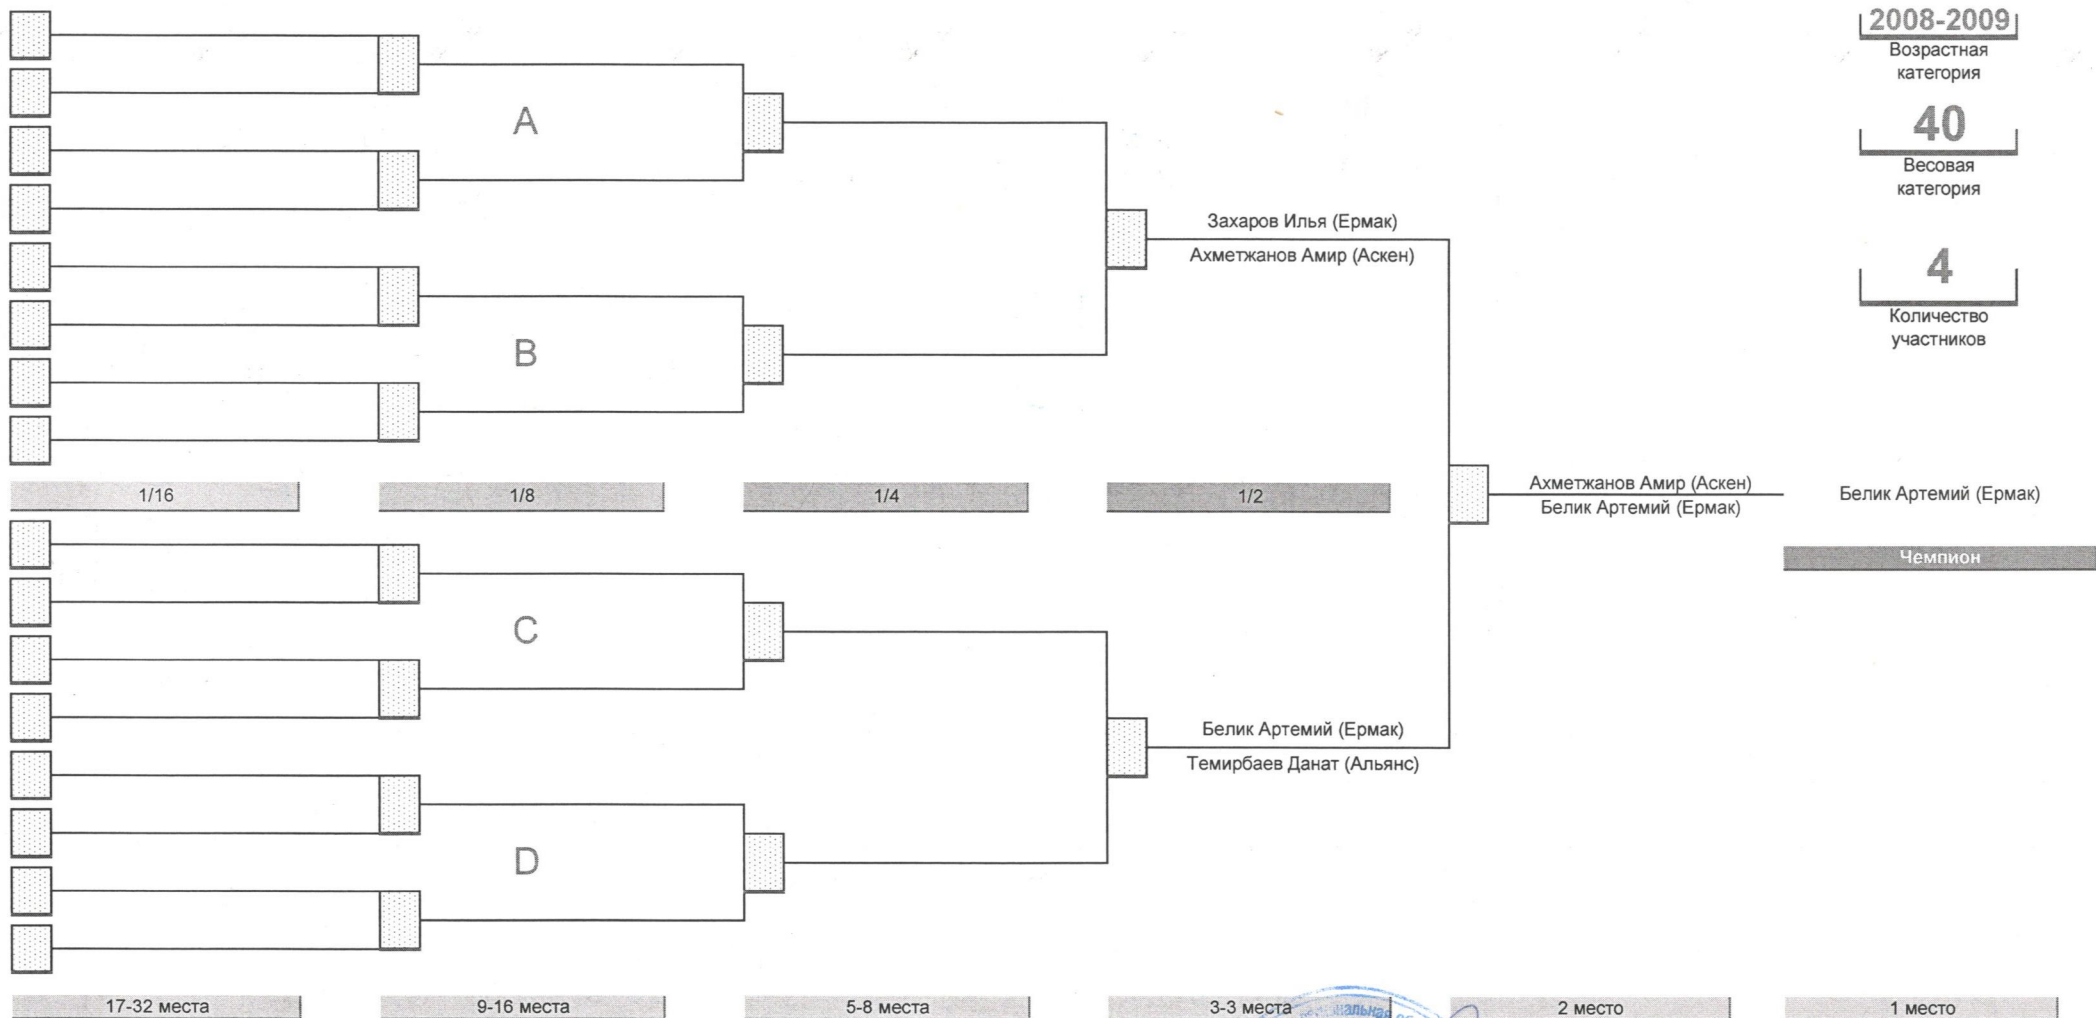 2008-2009
Возрастная
категория
40
Весовая
категория
4
Количество
участников
A
B
C
D
Захаров Илья (Ермак)
Ахметжанов Амир (Аскен)
1/16
1/8
1/4
1/2
Ахметжанов Амир (Аскен)
Белик Артемий (Ермак)
Белик Артемий (Ермак)
Чемпион
Белик Артемий (Ермак)
Темирбаев Данат (Альянс)
17-32 места
9-16 места
5-8 места
3-3 места
2 место
1 место